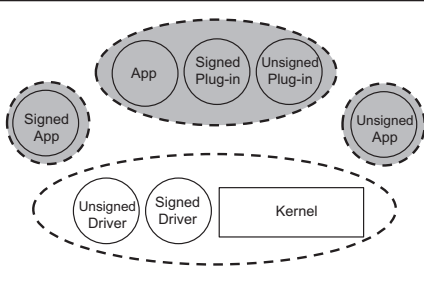 App
Signed
Plug-in
Unsigned
Plug-in
Signed
App
Unsigned
App
Unsigned
Driver
Signed
Driver
Kernel